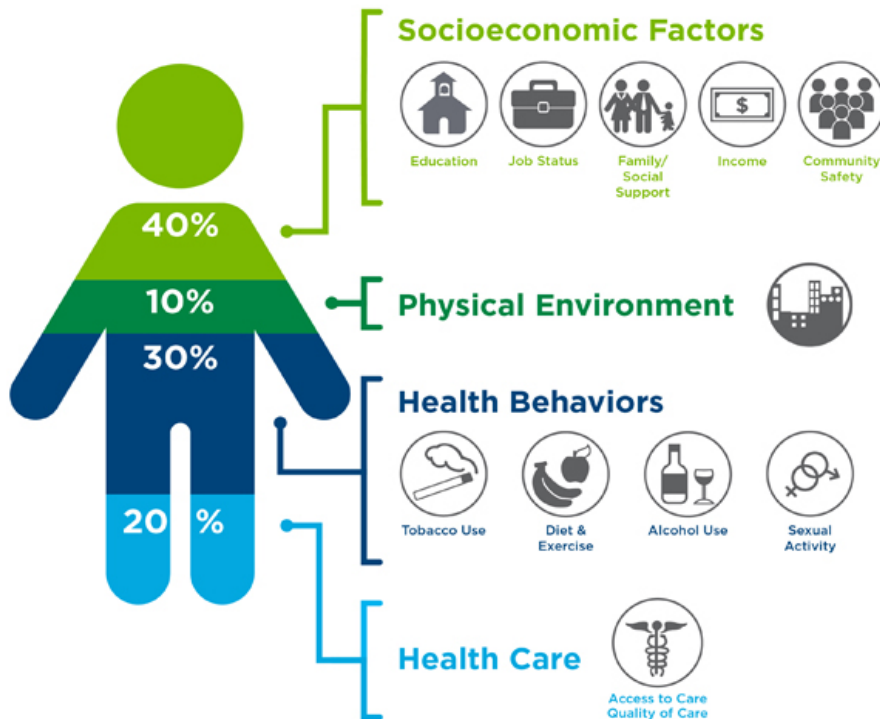 Socioeconomic Factors
$
Education
Job Status
Family/
Social
Support
Income
Community
Safety
40%
10%
Physical Environment
30%
Health Behaviors
Tobacco Use
Diet &
Exercise
Alcohol Use
Sexual
Activity
20 %
Health Care
Access to Care
Quality of Care